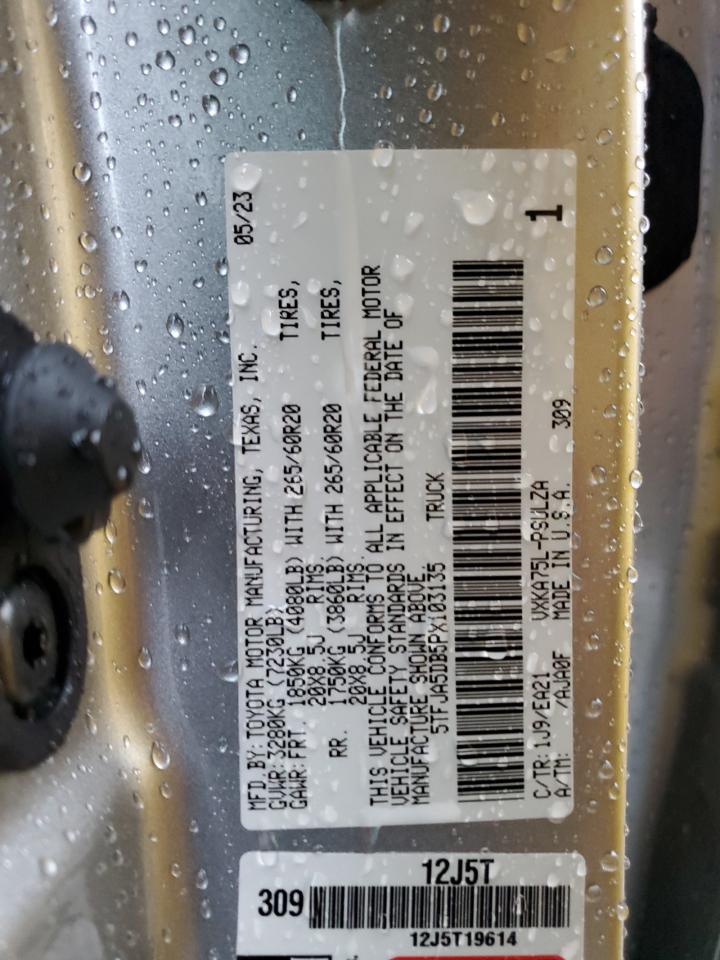 MFD.BY:TOYOTA MOTOR MANUFACTURING, TEXAS, INC. 05/23
GVWR:3280KG (7230LB)
GAWR:FRT. 1850KG (4080LB) WITH 265/60R20 TIRES,
20X8.5J RIMS.
RR. 1750KG (3860LB) WITH 265/60R20 TIRES,
20X8.5J RIMS.
THIS VEHICLE CONFORMS TO ALL APPLICABLE FEDERAL MOTOR
VEHICLE SAFETY STANDARDS IN EFFECT ON THE DATE OF
MANUFACTURE SHOWN ABOVE
5TFJA5DB5PX103135 TRUCK
C/TR:1J9/EA21 VXKA75L-PSULZA 309
A/TM: /AJA0F MADE IN U.S.A.
1
12J5T
309
12J5T19614